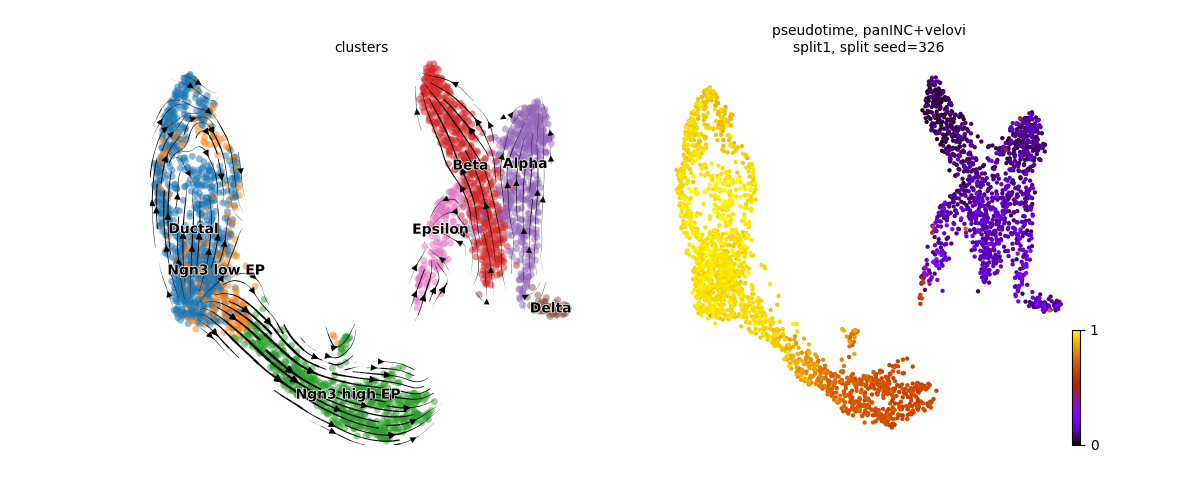 clusters
Beta
Alpha
Ductal
Epsilon
Ngn3 low EP
Delta
Ngn3 high EP
pseudotime, panINC+velovi
split1, split seed=326
1
0